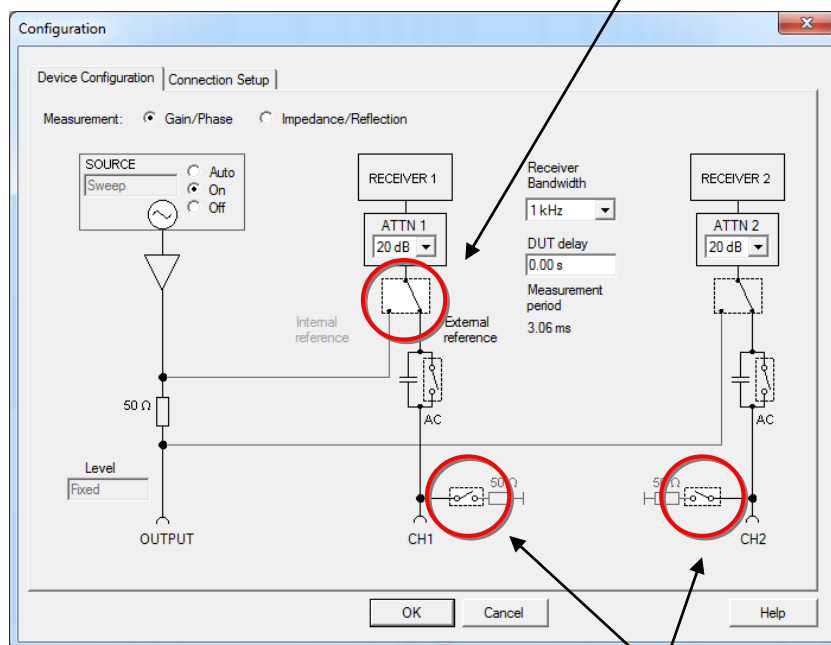 Configuration
Device Configuration
Connection Setup
Measurement:
Gain/Phase
Impedance/Reflection
SOURCE
Sweep
Auto
On
Off
RECEIVER 1
ATTN 1
20 dB
Receiver
Bandwidth
1 kHz
DUT delay
0.00 s
Measurement
period
3.06 ms
RECEIVER 2
ATTN 2
20 dB
Internal
reference
External
reference
AC
AC
50 Ω
Level
Fixed
50 Ω
50 Ω
OUTPUT
CH1
CH2
OK
Cancel
Help